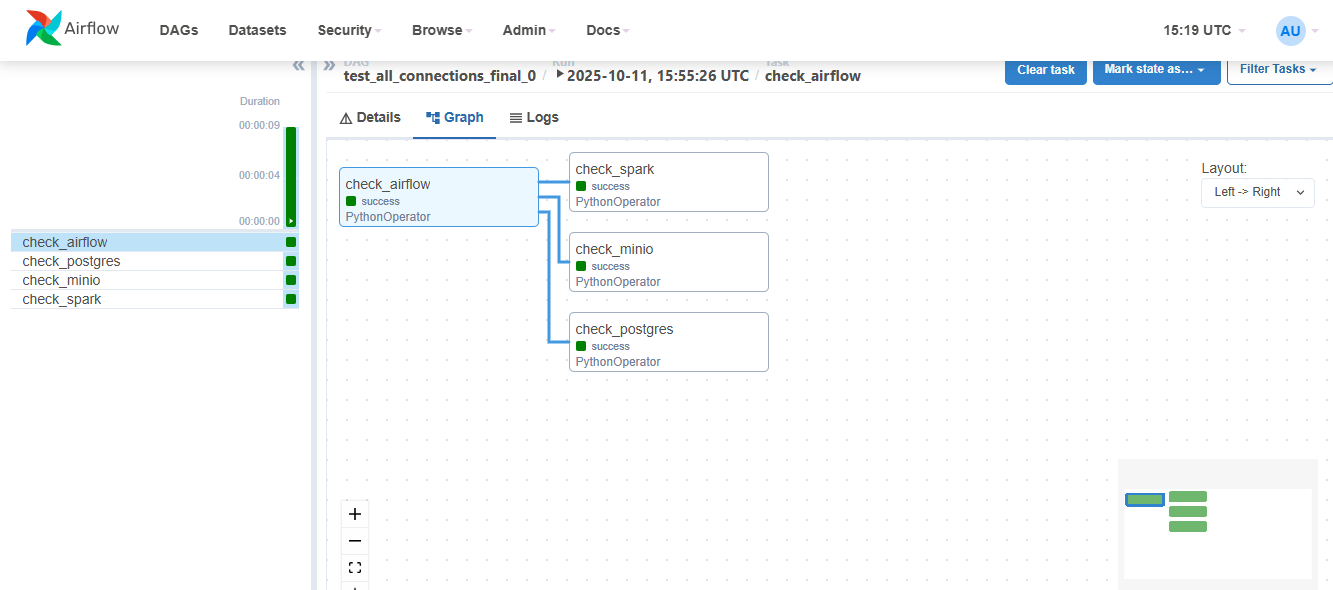 Airflow DAGs Datasets Security Browse Admin Docs 15:19 UTC AU
DAG Run Task
test_all_connections_final_0 / 2025-10-11, 15:55:26 UTC / check_airflow
Clear task Mark state as... Filter Tasks
Details Graph Logs
Duration
00:00:09
00:00:04
00:00:00
check_airflow
check_postgres
check_minio
check_spark
check_airflow
success
PythonOperator
check_spark
success
PythonOperator
check_minio
success
PythonOperator
check_postgres
success
PythonOperator
Layout:
Left -> Right